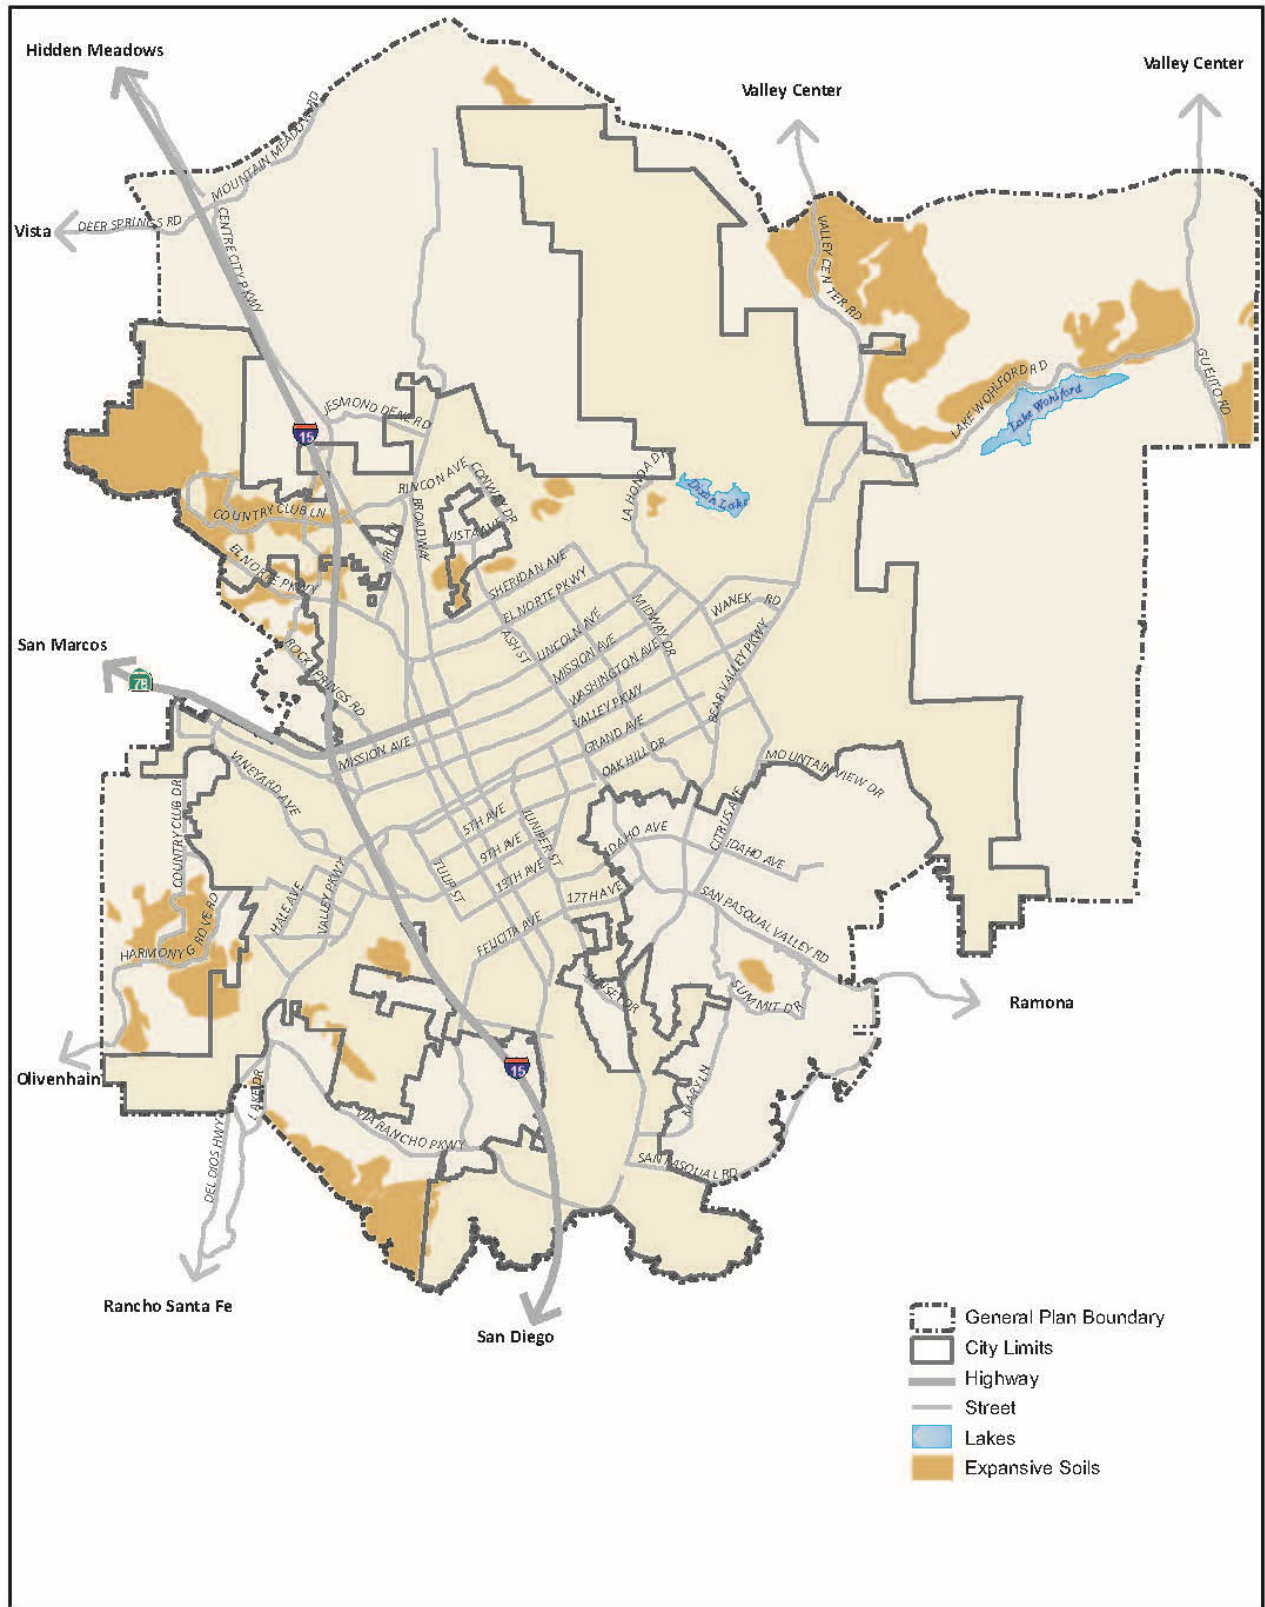 Hidden Meadows
Valley Center
Valley Center
MOUNTAIN MEADOW RD
Vista
DEER SPRINGS RD
CENTRE CITY PKWY
VALLEY CENTER RD
GUEJITO RD
LAKE WOHLFORD RD
Lake Wohlford
JESMOND DENE RD
15
RINCON AVE
CONWAY DR
LA HONDA DR
Dixon Lake
COUNTRY CLUB LN
BROADWAY
VISTA AVE
EL NORTE PKWY
SHERIDAN AVE
EL NORTE PKWY
MIDWAY DR
WANEK RD
ASH ST
LINCOLN AVE
MISSION AVE
WASHINGTON AVE
BEAR VALLEY PKWY
San Marcos
78
ROCK SPRINGS RD
VALLEY PKWY
GRAND AVE
OAK HILL DR
MISSION AVE
MOUNTAIN VIEW DR
VINEYARD AVE
COUNTRY CLUB DR
5TH AVE
JUNIPER ST
CITRUS AVE
IDAHO AVE
IDAHO AVE
9TH AVE
13TH AVE
TULIP ST
17TH AVE
HALE AVE
VALLEY PKWY
SAN PASQUAL VALLEY RD
FELICITA AVE
HARMONY GROVE RD
SUNSET DR
SUMMIT DR
Ramona
Olivenhain
15
LAKE DR
MARY LN
VIA RANCHO PKWY
DEL DIOS HWY
SAN PASQUAL RD
Rancho Santa Fe
San Diego
General Plan Boundary
City Limits
Highway
Street
Lakes
Expansive Soils